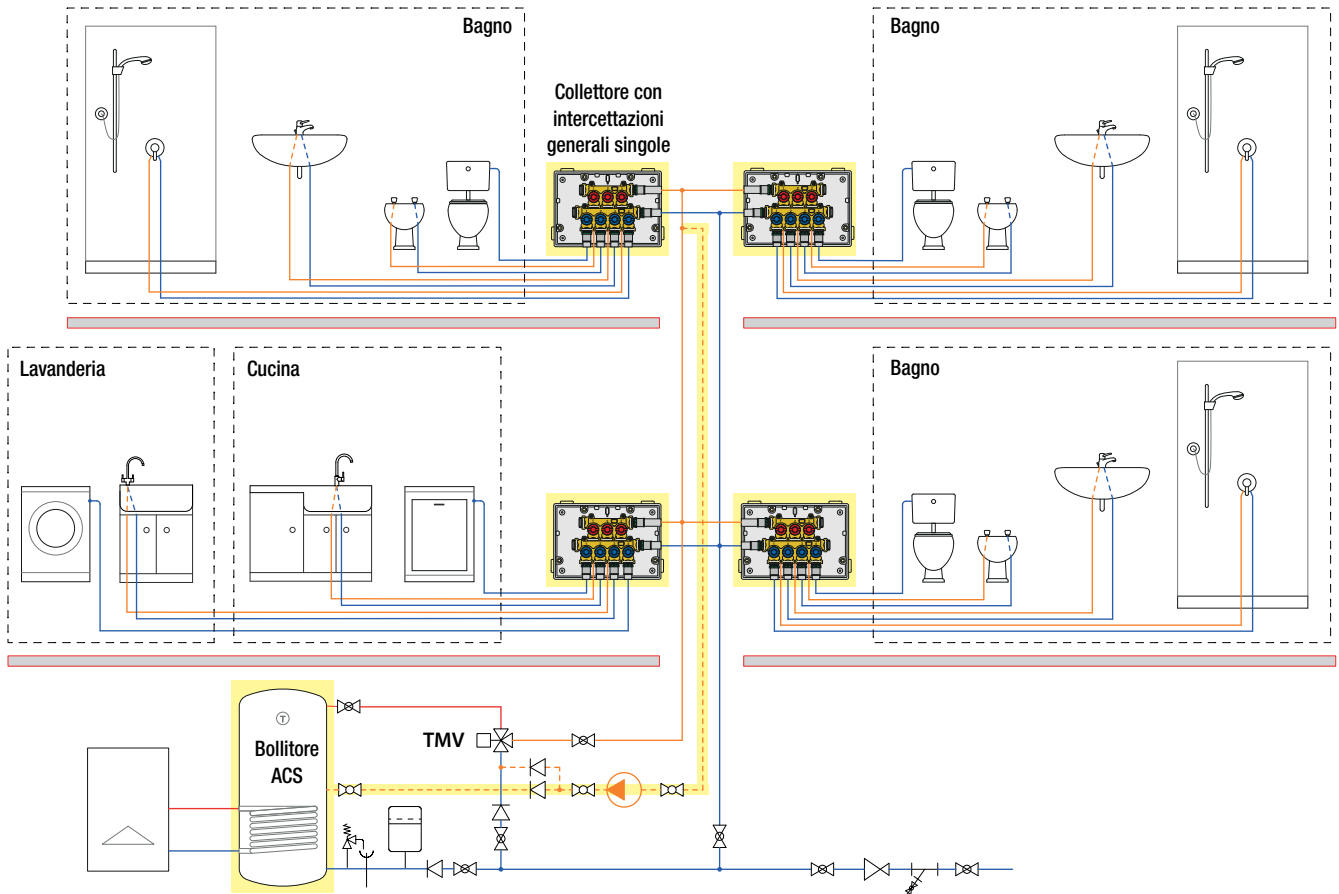 Bagno
Bagno
Collettore con
intercettazioni
generali singole
Lavanderia
Cucina
Bagno
T
Bollitore
ACS
TMV